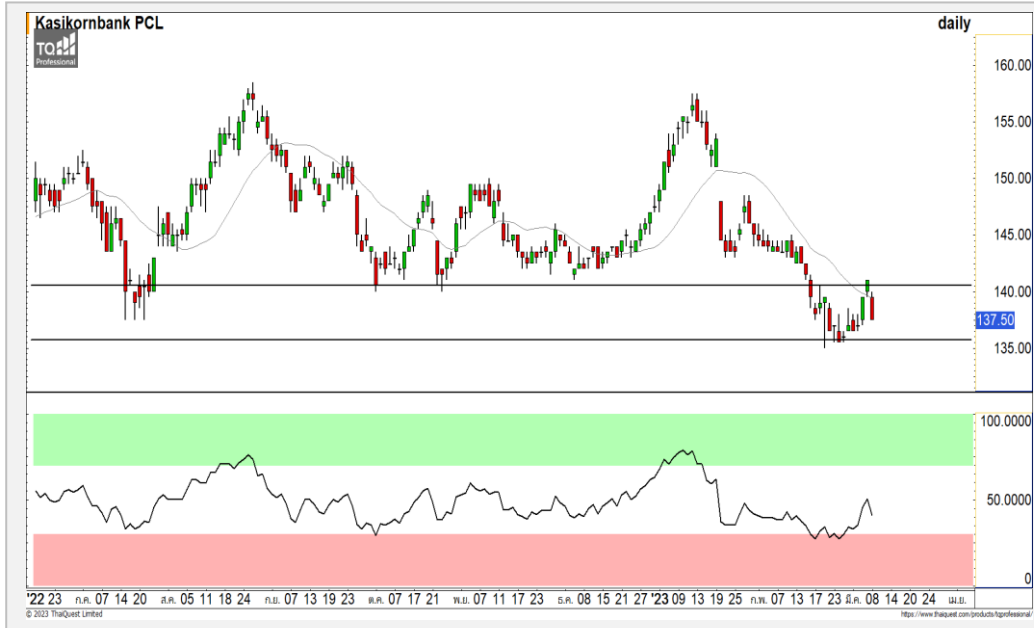 Kasikornbank PCL daily
TQ
Professional
160.00
155.00
150.00
145.00
140.00
137.50
135.00
100.0000
50.0000
0
'22 23 ก.ค. 07 14 20 ส.ค. 05 11 18 24 ก.ย. 07 13 19 23 ต.ค. 07 17 21 พ.ย. 07 11 17 23 ธ.ค. 08 15 21 27 '23 09 13 19 25 ก.พ. 07 13 17 23 มี.ค. 08 14 20 24 เม.ย.
© 2023 ThaiQuest Limited https://www.thaiquest.com/products/tqprofessional/